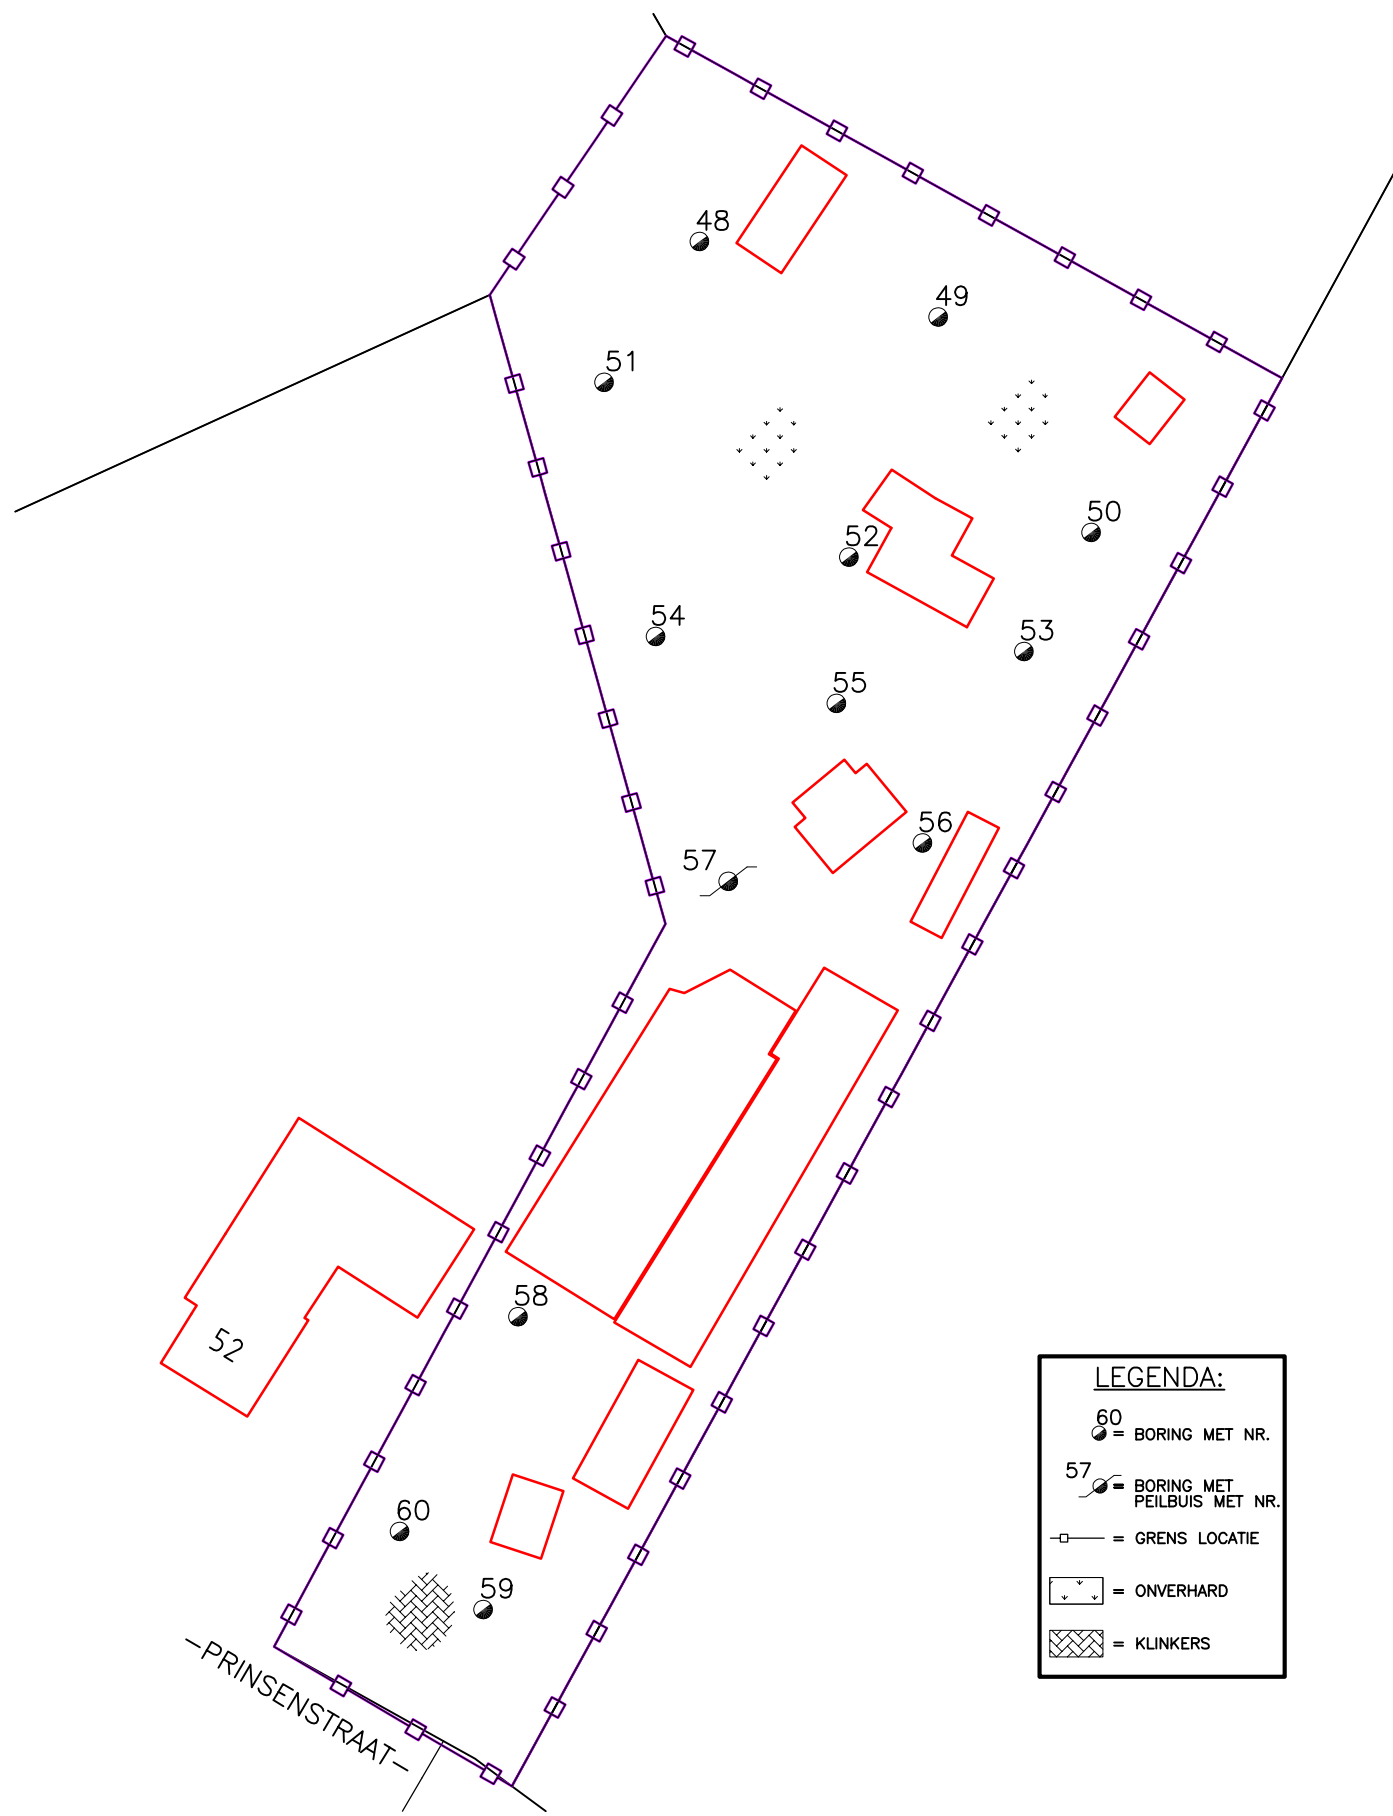 48
49
51
50
52
54
53
55
56
57
58
52
60
59
-PRINSENSTRAAT-
LEGENDA:
60
= BORING MET NR.
57
= BORING MET
PEILBUIS MET NR.
= GRENS LOCATIE
= ONVERHARD
= KLINKERS